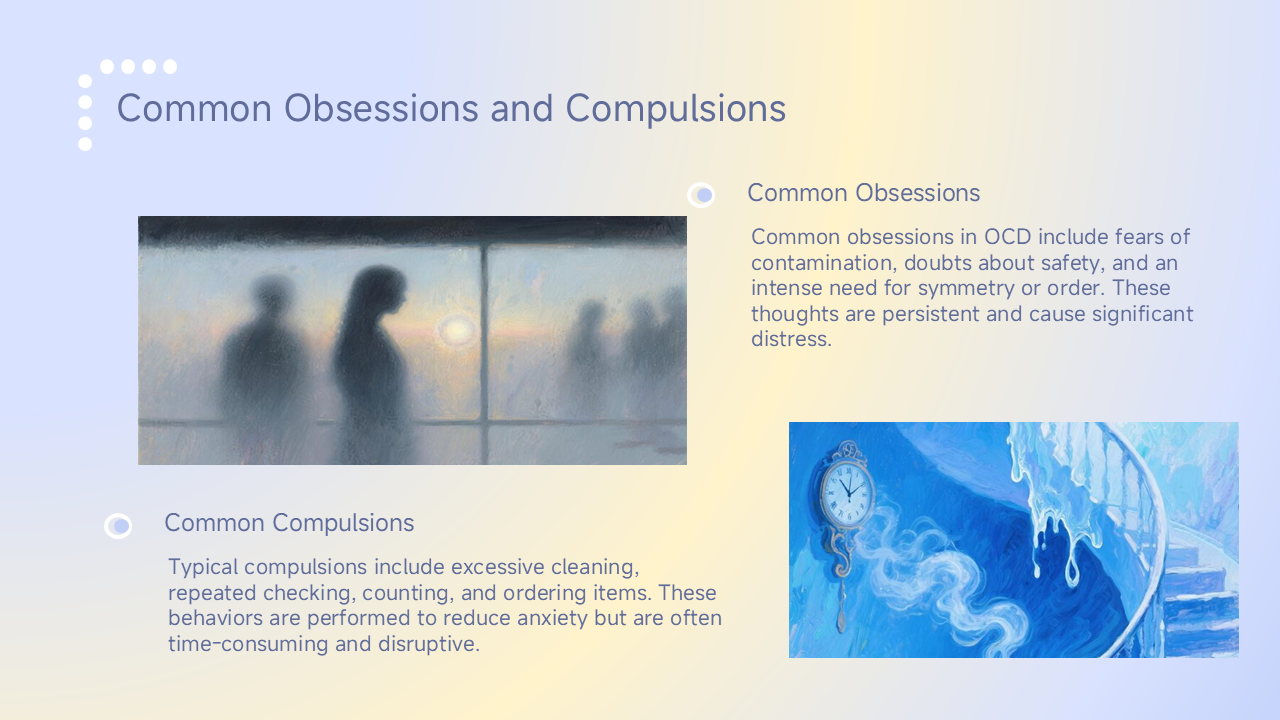 Common Obsessions and Compulsions
Common Obsessions
Common obsessions in OCD include fears of
contamination, doubts about safety, and an
intense need for symmetry or order. These
thoughts are persistent and cause significant
distress.
Common Compulsions
Typical compulsions include excessive cleaning,
repeated checking, counting, and ordering items. These
behaviors are performed to reduce anxiety but are often
time-consuming and disruptive.